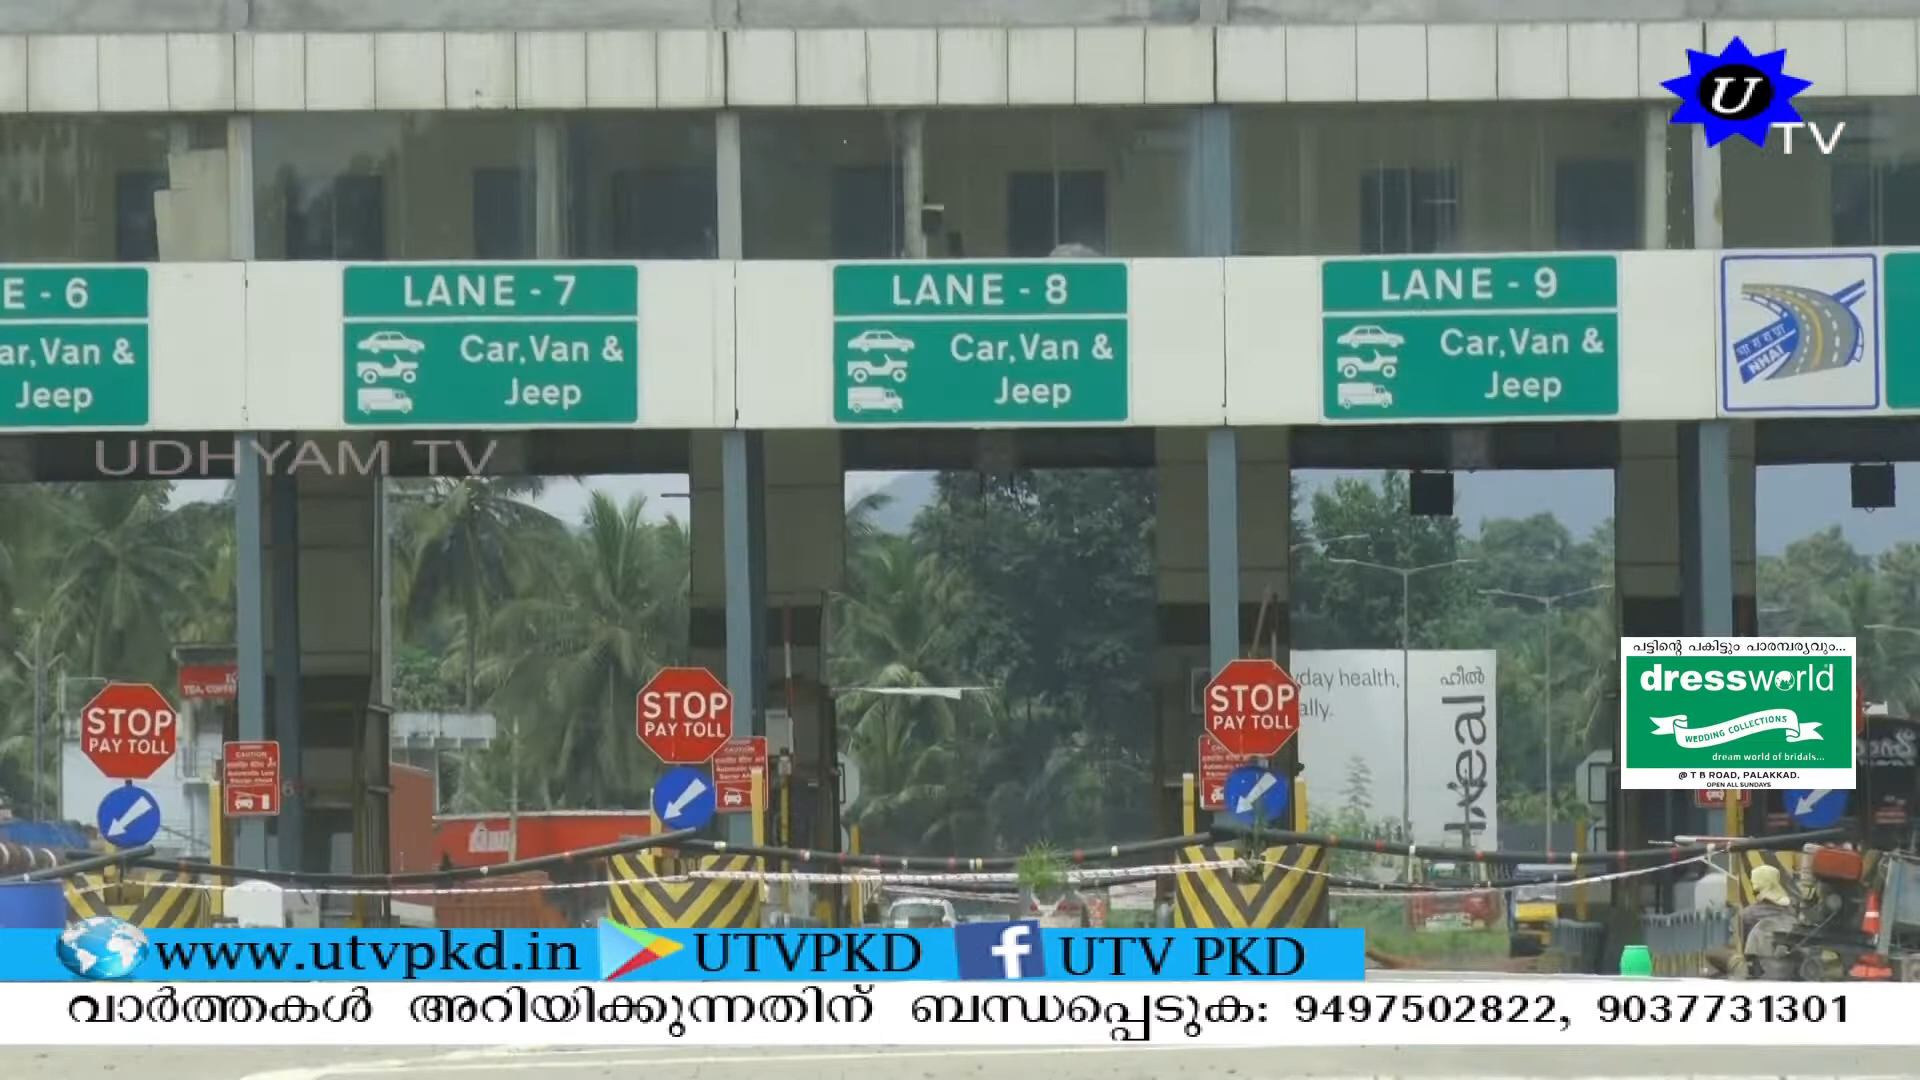 U
TV
E - 6
ar,Van &
Jeep
LANE - 7
Car,Van &
Jeep
LANE - 8
Car,Van &
Jeep
LANE - 9
Car,Van &
Jeep
NHAI
UDHYAM TV
STOP
PAY TOLL
CAUTION
STOP
PAY TOLL
STOP
PAY TOLL
yday health,
ally.
ഹീൽ
heal
പട്ടിന്റെ പകിട്ടും പാരമ്പര്യവും...
dressworld
WEDDING COLLECTIONS
dream world of bridals...
@ T B ROAD, PALAKKAD.
OPEN ALL SUNDAYS
www.utvpkd.in UTVPKD f UTV PKD
വാർത്തകൾ അറിയിക്കുന്നതിന് ബന്ധപ്പെടുക: 9497502822, 9037731301